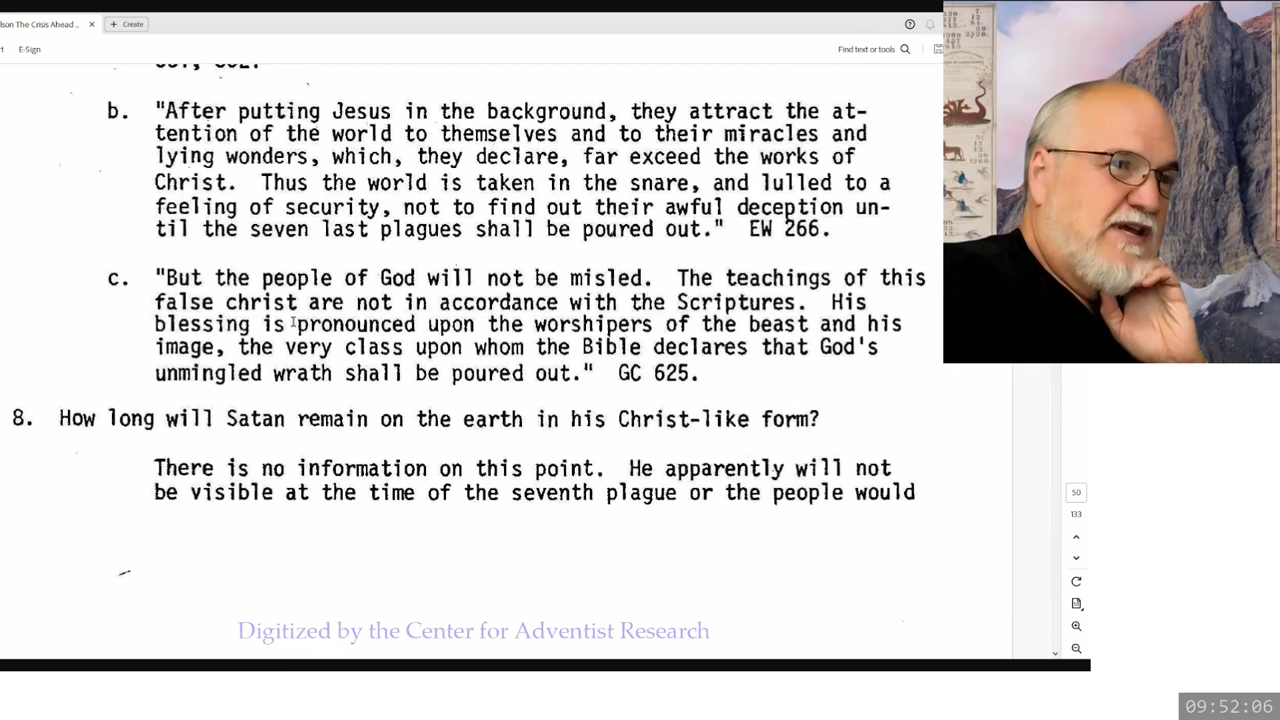 lson The Crisis Ahead ..
Create
E-Sign
Find text or tools
b. "After putting Jesus in the background, they attract the at-
tention of the world to themselves and to their miracles and
lying wonders, which, they declare, far exceed the works of
Christ. Thus the world is taken in the snare, and lulled to a
feeling of security, not to find out their awful deception un-
til the seven last plagues shall be poured out." EW 266.
c. "But the people of God will not be misled. The teachings of this
false christ are not in accordance with the Scriptures. His
blessing is pronounced upon the worshipers of the beast and his
image, the very class upon whom the Bible declares that God's
unmingled wrath shall be poured out." GC 625.
8. How long will Satan remain on the earth in his Christ-like form?
There is no information on this point. He apparently will not
be visible at the time of the seventh plague or the people would
50
133
Digitized by the Center for Adventist Research
09:52:06